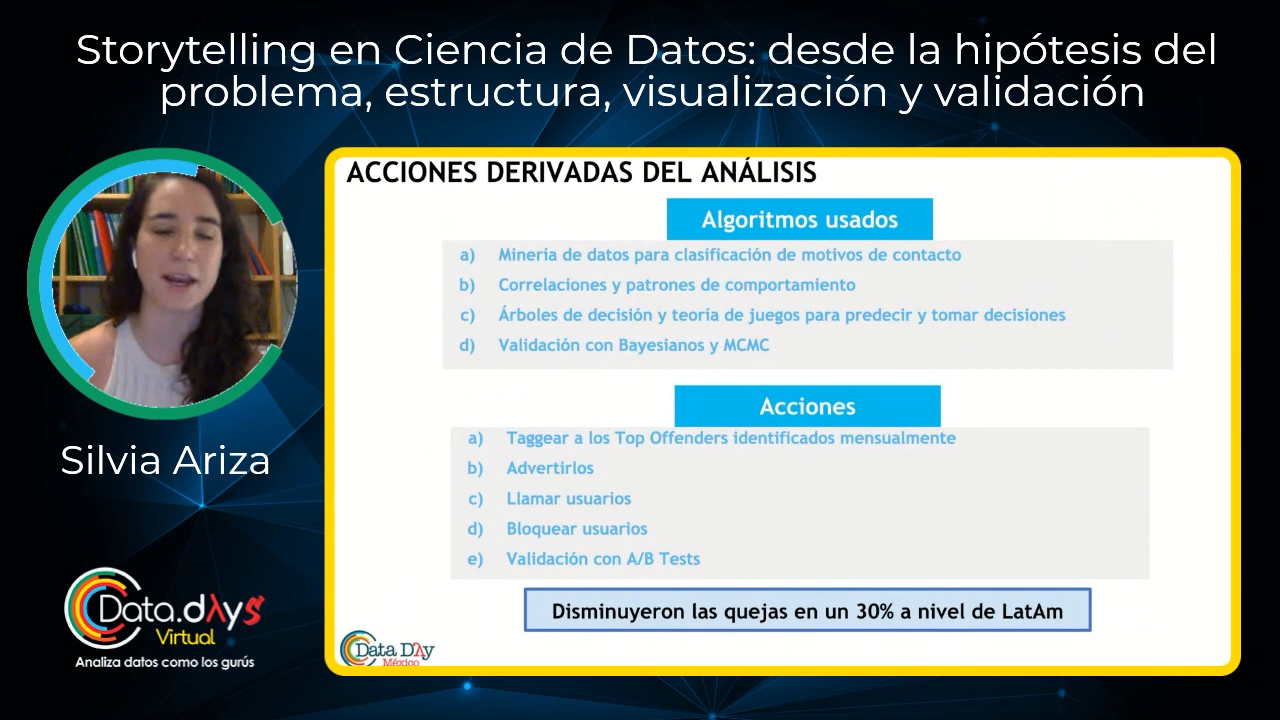 Storytelling en Ciencia de Datos: desde la hipótesis del
problema, estructura, visualización y validación
ACCIONES DERIVADAS DEL ANÁLISIS
Algoritmos usados
a) Minería de datos para clasificación de motivos de contacto
b) Correlaciones y patrones de comportamiento
c) Árboles de decisión y teoría de juegos para predecir y tomar decisiones
d) Validación con Bayesianos y MCMC
Acciones
a) Taggear a los Top Offenders identificados mensualmente
b) Advertirlos
c) Llamar usuarios
d) Bloquear usuarios
e) Validación con A/B Tests
Disminuyeron las quejas en un 30% a nivel de LatAm
Data Dλy
México
Silvia Ariza
Data.dλys
Virtual
Analiza datos como los gurús